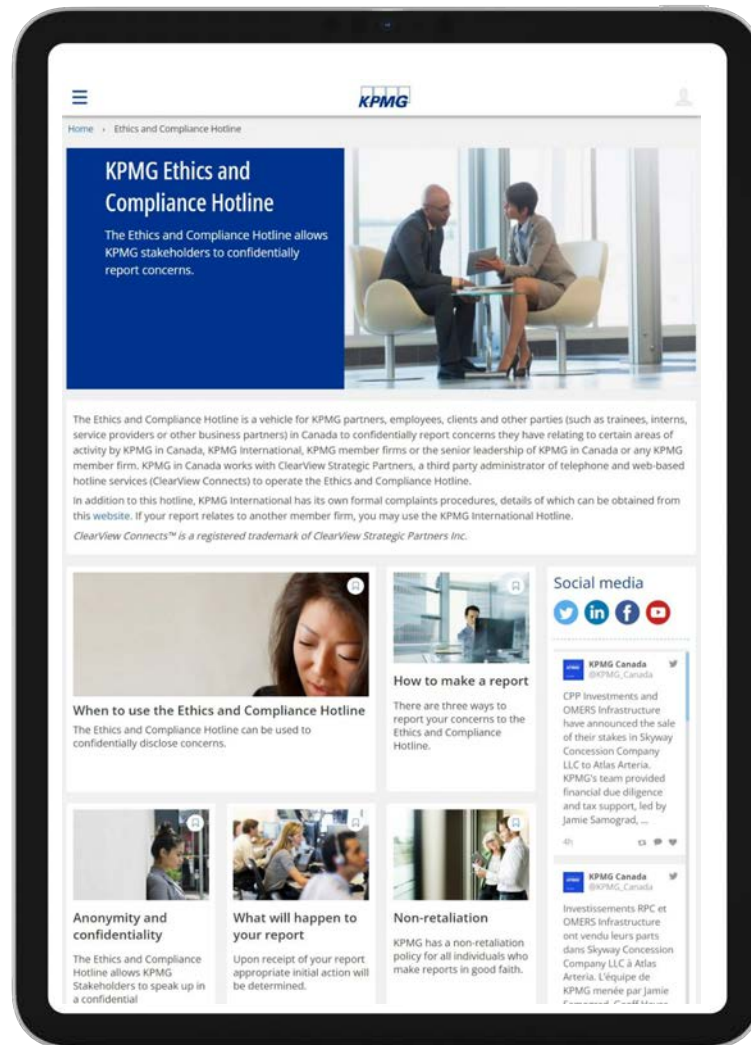 KPMG
Home › Ethics and Compliance Hotline
KPMG Ethics and
Compliance Hotline
The Ethics and Compliance Hotline allows
KPMG stakeholders to confidentially
report concerns.
The Ethics and Compliance Hotline is a vehicle for KPMG partners, employees, clients and other parties (such as trainees, interns,
service providers or other business partners) in Canada to confidentially report concerns they have relating to certain areas of
activity by KPMG in Canada, KPMG International, KPMG member firms or the senior leadership of KPMG in Canada or any KPMG
member firm. KPMG in Canada works with ClearView Strategic Partners, a third party administrator of telephone and web-based
hotline services (ClearView Connects) to operate the Ethics and Compliance Hotline.
In addition to this hotline, KPMG International has its own formal complaints procedures, details of which can be obtained from
this website. If your report relates to another member firm, you may use the KPMG International Hotline.
ClearView Connects™ is a registered trademark of ClearView Strategic Partners Inc.
When to use the Ethics and Compliance Hotline
The Ethics and Compliance Hotline can be used to
confidentially disclose concerns.
How to make a report
There are three ways to
report your concerns to the
Ethics and Compliance
Hotline.
Anonymity and
confidentiality
The Ethics and Compliance
Hotline allows KPMG
Stakeholders to speak up in
a confidential
What will happen to
your report
Upon receipt of your report
appropriate initial action will
be determined.
Non-retaliation
KPMG has a non-retaliation
policy for all individuals who
make reports in good faith.
Social media
KPMG Canada
@KPMG_Canada
CPP Investments and
OMERS Infrastructure
have announced the sale
of their stakes in Skyway
Concession Company
LLC to Atlas Arteria.
KPMG's team provided
financial due diligence
and tax support, led by
Jamie Samograd, ...
4h
KPMG Canada
@KPMG_Canada
Investissements RPC et
OMERS Infrastructure
ont vendu leurs parts
dans Skyway Concession
Company LLC à Atlas
Arteria. L'équipe de
KPMG menée par Jamie